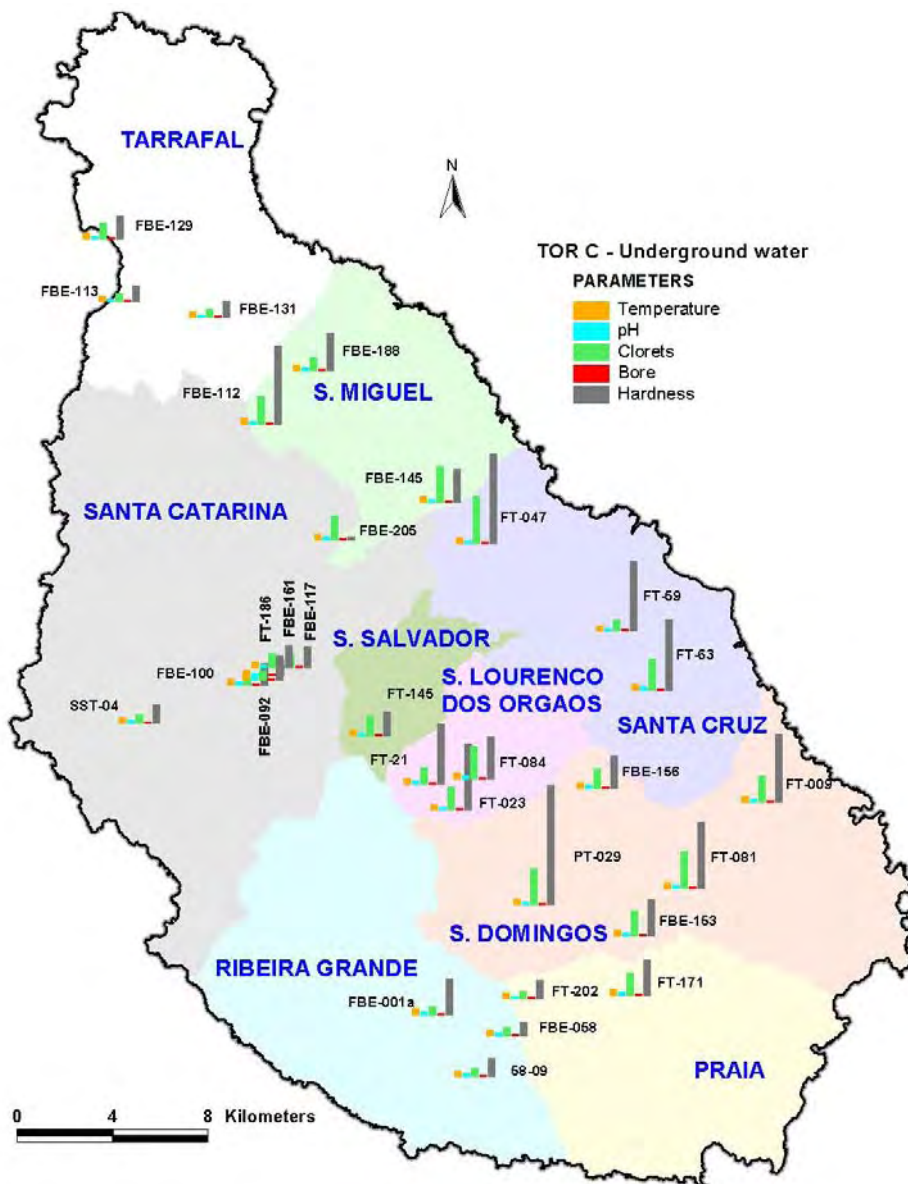 TARRAFAL
N
FBE-129
TOR C - Underground water
PARAMETERS
Temperature
pH
Clorets
Bore
Hardness
FBE-113
FBE-131
FBE-188
S. MIGUEL
FBE-112
FBE-145
SANTA CATARINA
FT-047
FBE-205
FT-59
FT-186
FBE-161
FBE-117
S. SALVADOR
FT-63
FBE-100
S. LOURENCO
DOS ORGAOS
SST-04
FBE-092
FT-145
SANTA CRUZ
FT-21
FT-084
FBE-156
FT-009
FT-023
PT-029
FT-081
FBE-153
S. DOMINGOS
RIBEIRA GRANDE
FT-202
FT-171
FBE-001a
FBE-058
58-09
PRAIA
0 4 8 Kilometers